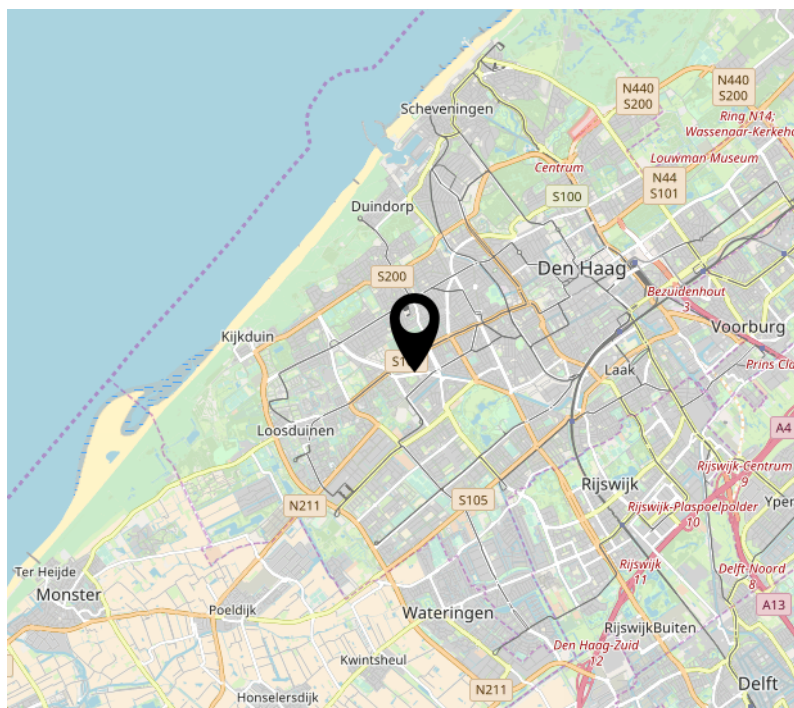 Scheveningen
N440
S200
N440
S200
Ring N14;
Wassenaar-Kerkeho
Centrum
Louwman Museum
N44
S101
S100
Duindorp
Den Haag
S200
Bezuidenhout
3
Kijkduin
Voorburg
Laak
Prins Cla
Loosduinen
A4
Rijswijk-Centrum
9
Rijswijk
S105
N211
Ypen
Rijswijk-Plaspoelpolder
10
Rijswijk
11
Delft-Noord
8
Ter Heijde
Monster
Poeldijk
Wateringen
A13
RijswijkBuiten
Den Haag-Zuid
12
Kwintsheul
N211
Delft
Honselersdijk